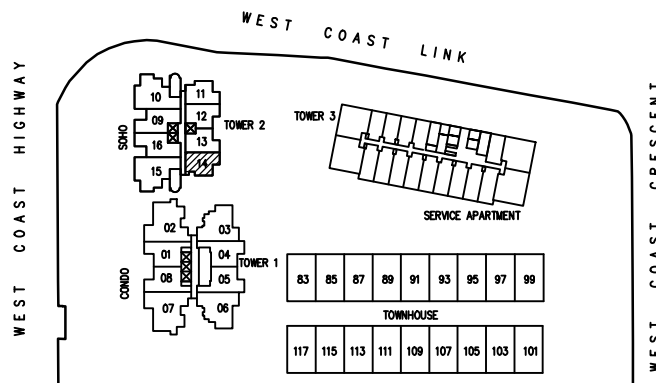 WEST COAST LINK
WEST COAST HIGHWAY
WEST COAST CRESCENT
10 11
09 12
SOHO
TOWER 2
16 13
15 14
TOWER 3
SERVICE APARTMENT
02 03
01 04
TOWER 1
08 05
CONDO
07 06
83 85 87 89 91 93 95 97 99
TOWNHOUSE
117 115 113 111 109 107 105 103 101